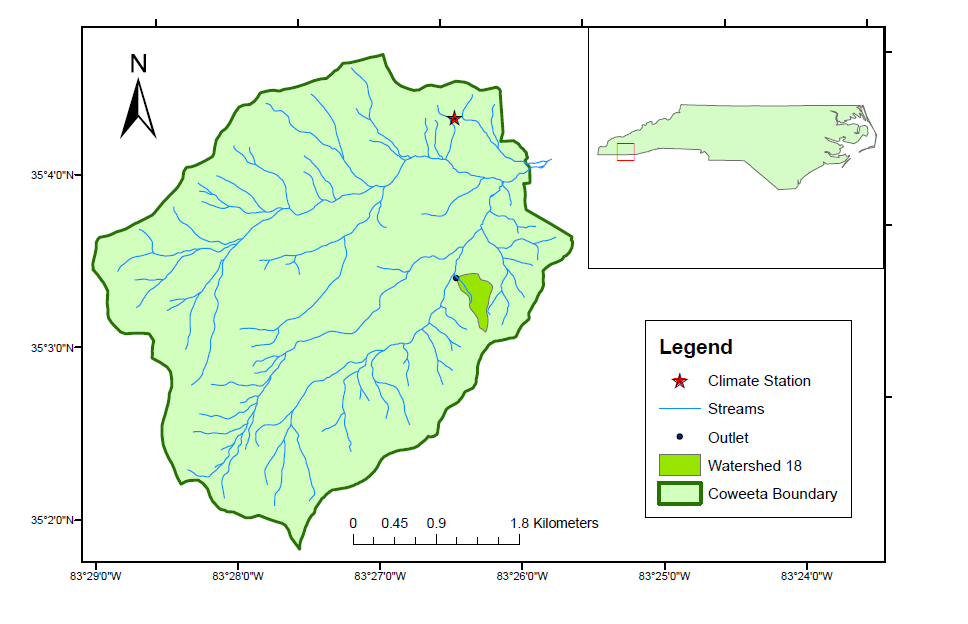 N
35°4'0"N
35°3'0"N
35°2'0"N
Legend
Climate Station
Streams
Outlet
Watershed 18
Coweeta Boundary
0 0.45 0.9 1.8 Kilometers
83°29'0"W 83°28'0"W 83°27'0"W 83°26'0"W 83°25'0"W 83°24'0"W